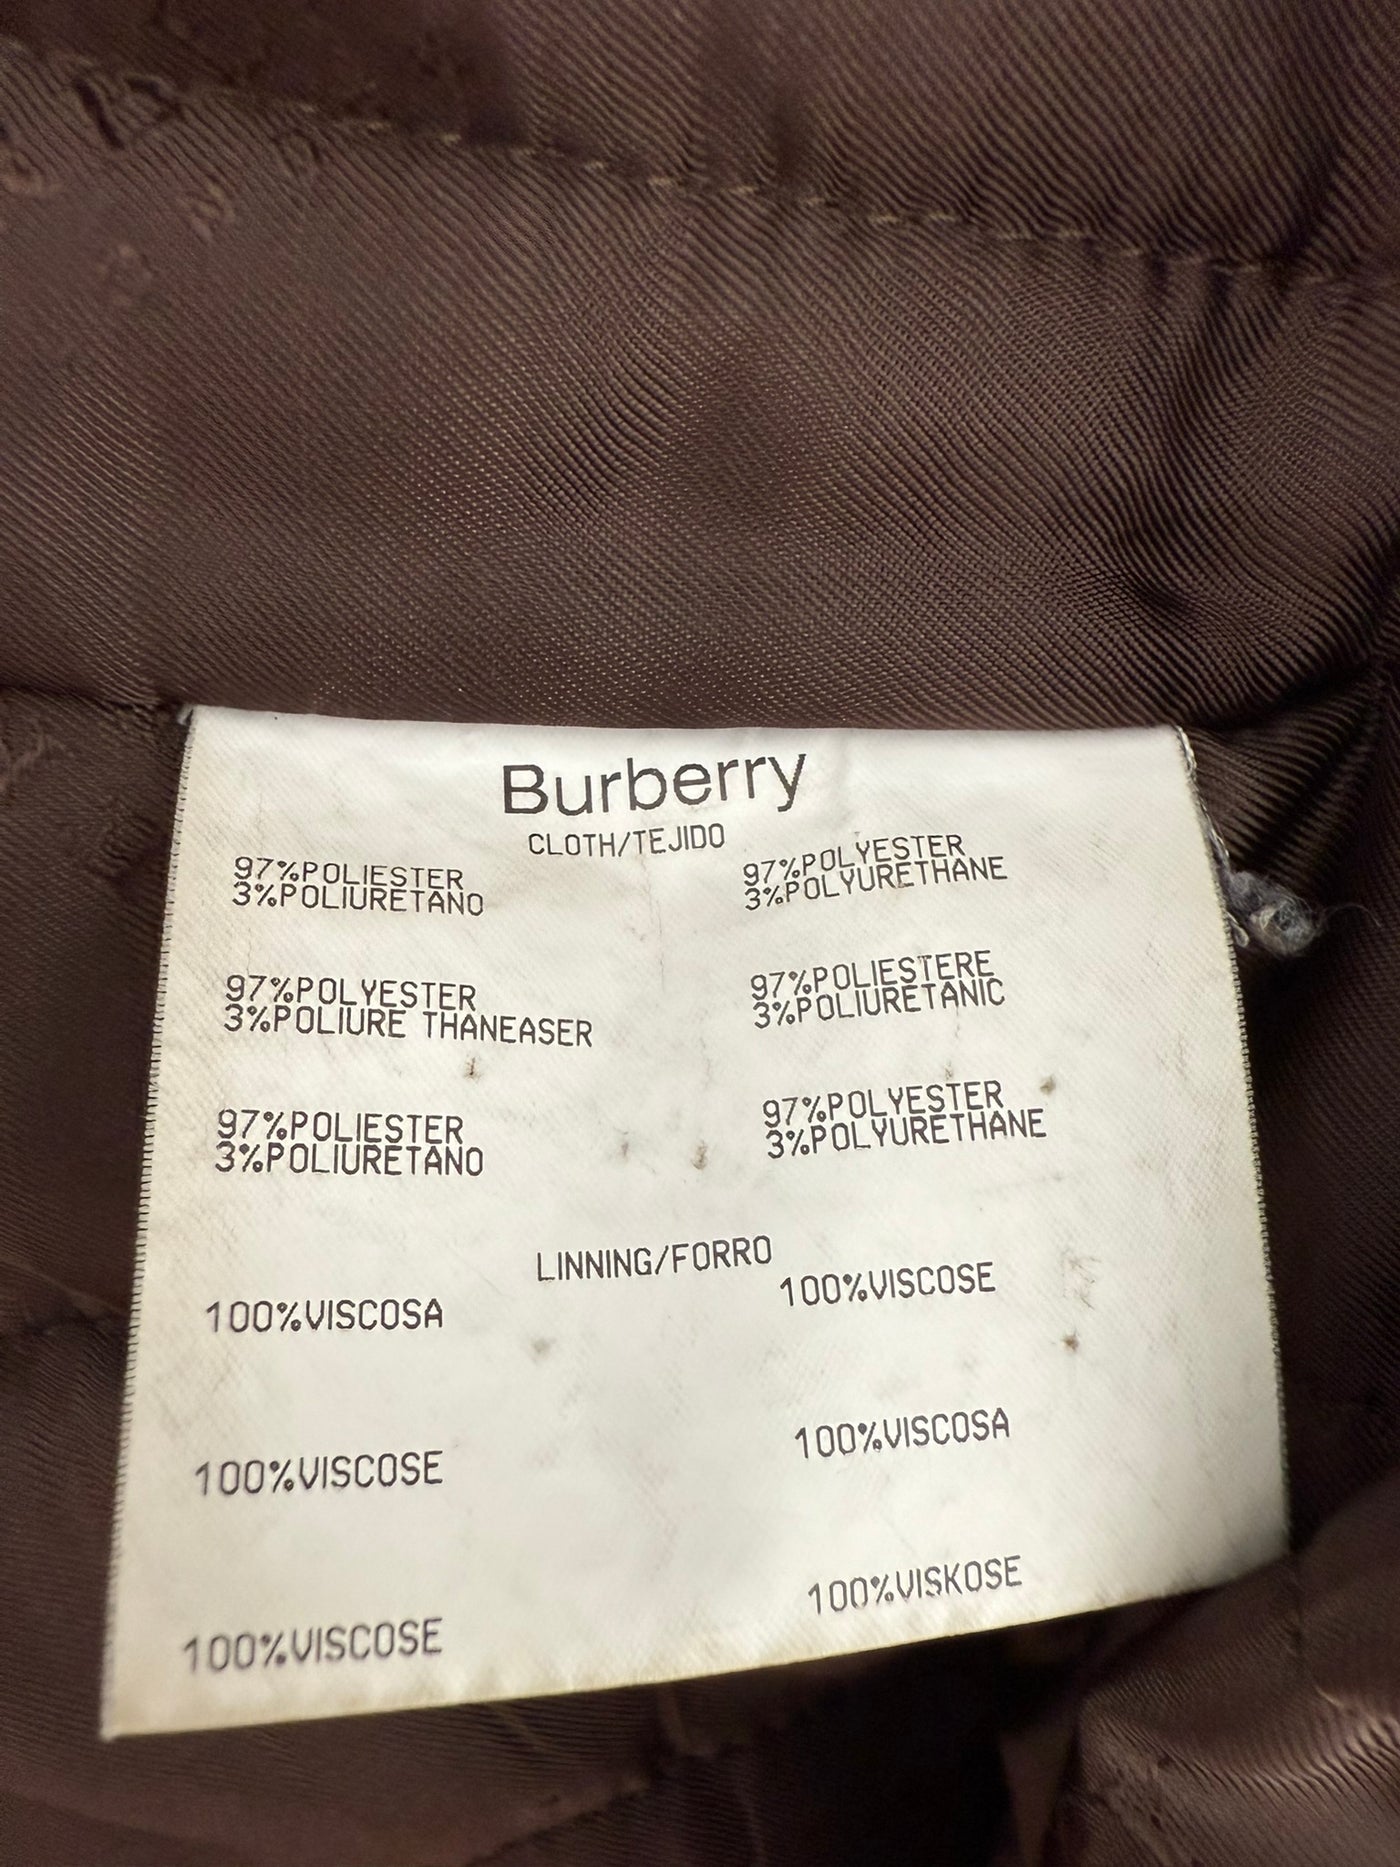 Burberry
CLOTH/TEJIDO
97%POLIESTER
3%POLIURETANO
97%POLYESTER
3%POLYURETHANE
97%POLYESTER
3%POLIURE THANEASER
97%POLIESTERE
3%POLIURETANIC
97%POLIESTER
3%POLIURETANO
97%POLYESTER
3%POLYURETHANE
LINNING/FORRO
100%VISCOSA
100%VISCOSE
100%VISCOSE
100%VISCOSA
100%VISCOSE
100%VISKOSE